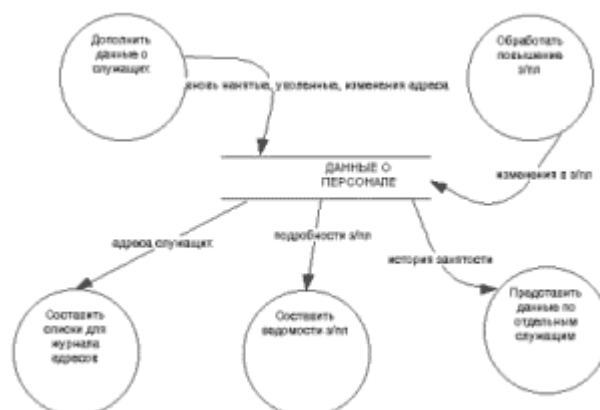 Дополнить
данные о
служащих
Обработать
повышение
з/пл
вновь нанятые, уволенные, изменения адреса
ДАННЫЕ О
ПЕРСОНАЛЕ
изменения в з/пл
адреса служащих
подробности з/пл
история занятости
Составить
списки для
журнала
адресов
Составить
ведомости з/пл
Представить
данные по
отдельным
служащим